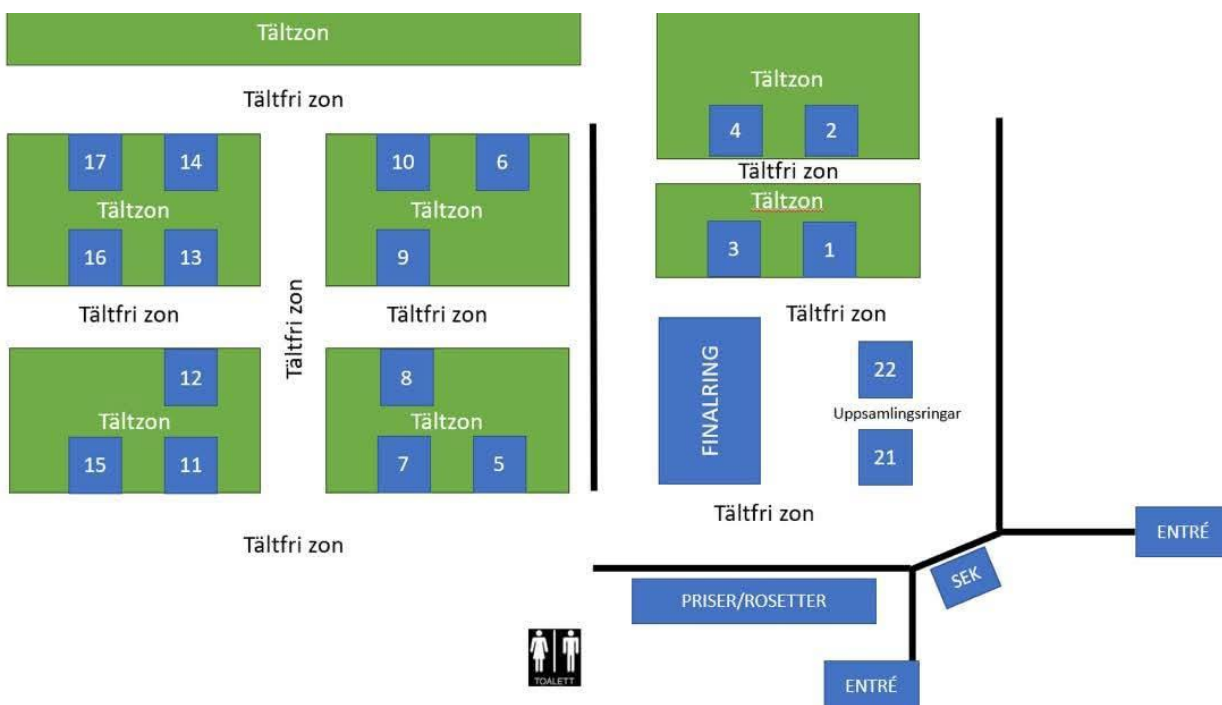 Tältzon
Tältfri zon
17 14
Tältzon
16 13
Tältfri zon
12
Tältzon
15 11
Tältfri zon
10 6
Tältzon
9
Tältfri zon
8
Tältzon
7 5
Tältfri zon
Tältzon
4 2
Tältfri zon
Tältzon
3 1
Tältfri zon
FINALRING
22
Uppsamlingsringar
21
Tältfri zon
ENTRÉ
SEK
PRISER/ROSETTER
TOALETT
ENTRÉ